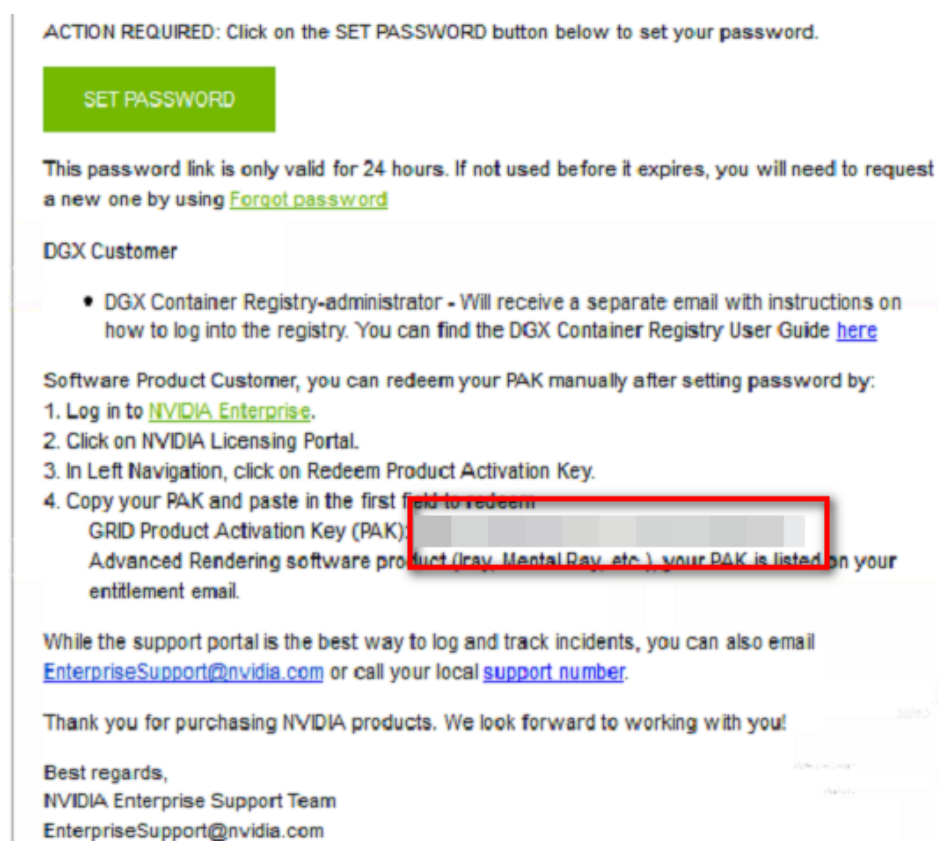 ACTION REQUIRED: Click on the SET PASSWORD button below to set your password.
SET PASSWORD
This password link is only valid for 24 hours. If not used before it expires, you will need to request
a new one by using Forgot password
DGX Customer
• DGX Container Registry-administrator - Will receive a separate email with instructions on
how to log into the registry. You can find the DGX Container Registry User Guide here
Software Product Customer, you can redeem your PAK manually after setting password by:
1. Log in to NVIDIA Enterprise.
2. Click on NVIDIA Licensing Portal.
3. In Left Navigation, click on Redeem Product Activation Key.
4. Copy your PAK and paste in the first field to redeem
GRID Product Activation Key (PAK):
Advanced Rendering software product (Iray, Mental Ray, etc.), your PAK is listed on your
entitlement email.
While the support portal is the best way to log and track incidents, you can also email
EnterpriseSupport@nvidia.com or call your local support number.
Thank you for purchasing NVIDIA products. We look forward to working with you!
Best regards,
NVIDIA Enterprise Support Team
EnterpriseSupport@nvidia.com